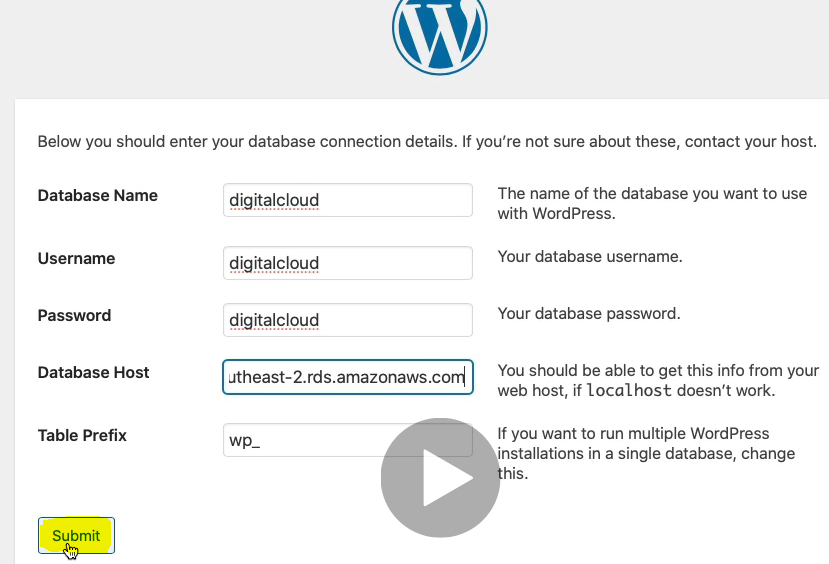 Below you should enter your database connection details. If you’re not sure about these, contact your host.
Database Name
digitalcloud
The name of the database you want to use
with WordPress.
Username
digitalcloud
Your database username.
Password
digitalcloud
Your database password.
Database Host
utheast-2.rds.amazonaws.com
You should be able to get this info from your
web host, if localhost doesn’t work.
Table Prefix
wp_
If you want to run multiple WordPress
installations in a single database, change
this.
Submit